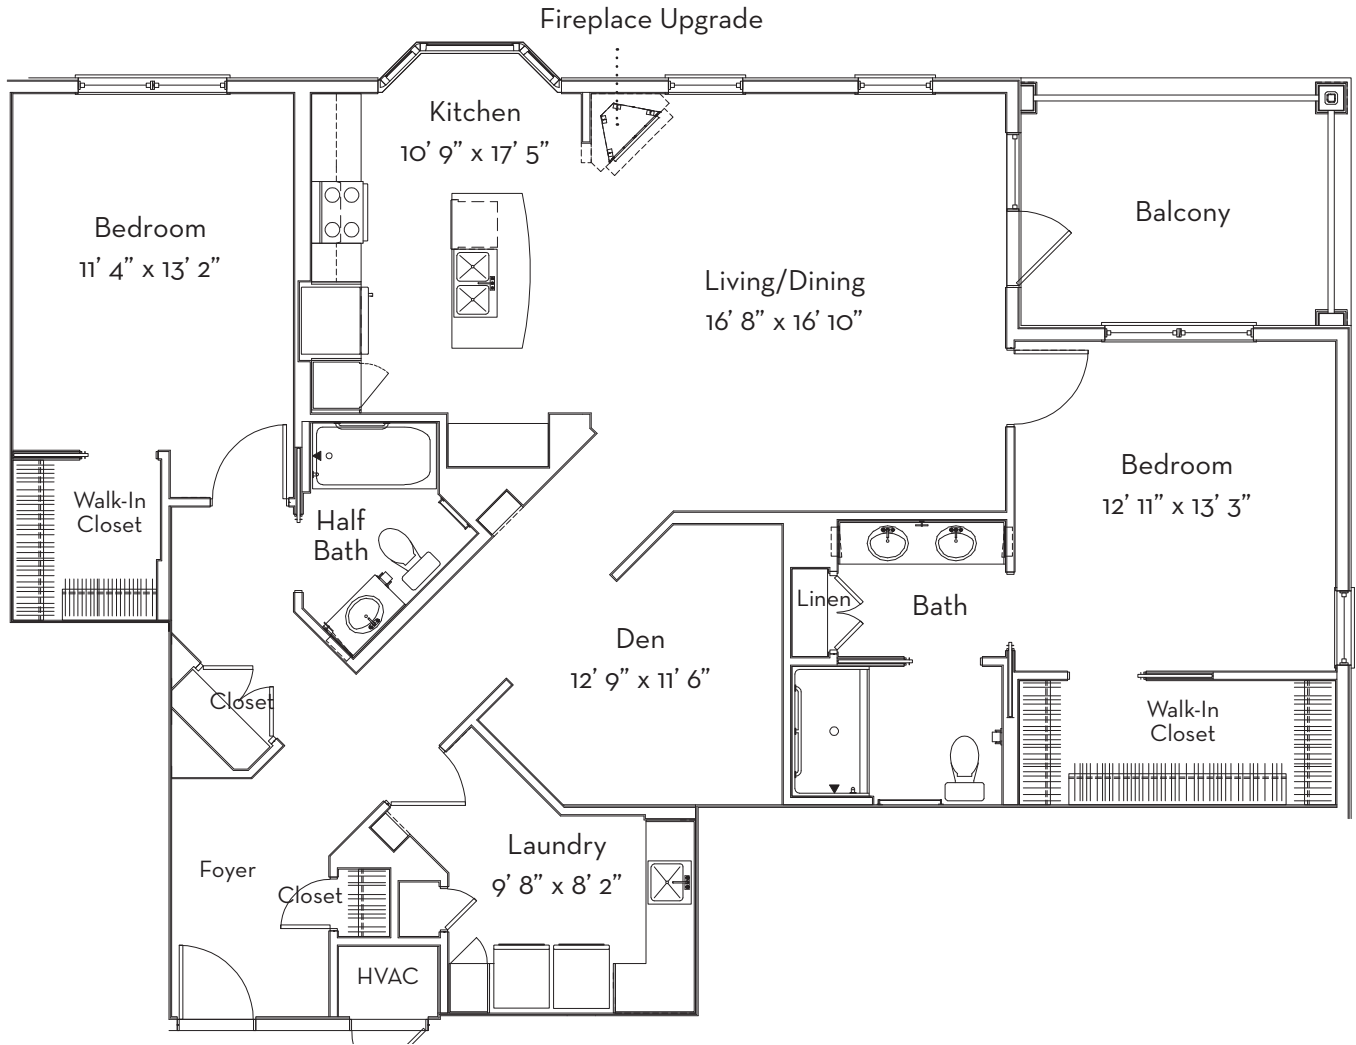 Fireplace Upgrade
Kitchen
10’ 9” x 17’ 5”
Bedroom
11’ 4” x 13’ 2”
Balcony
Living/Dining
16’ 8” x 16’ 10”
Bedroom
12’ 11” x 13’ 3”
Walk-In
Closet
Half
Bath
Linen
Bath
Den
12’ 9” x 11’ 6”
Closet
Walk-In
Closet
Laundry
9’ 8” x 8’ 2”
Foyer
Closet
HVAC